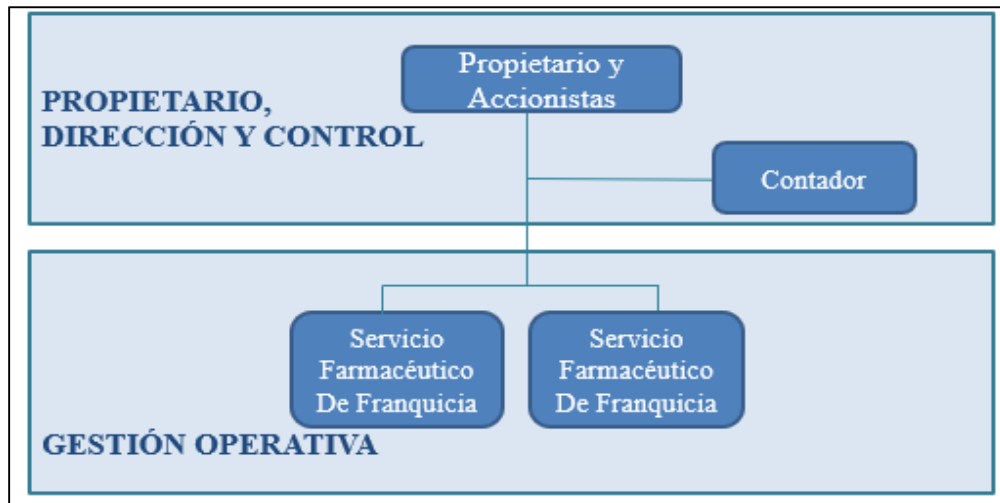 Propietario y
Accionistas
PROPIETARIO,
DIRECCIÓN Y CONTROL
Contador
Servicio
Farmacéutico
De Franquicia
Servicio
Farmacéutico
De Franquicia
GESTIÓN OPERATIVA